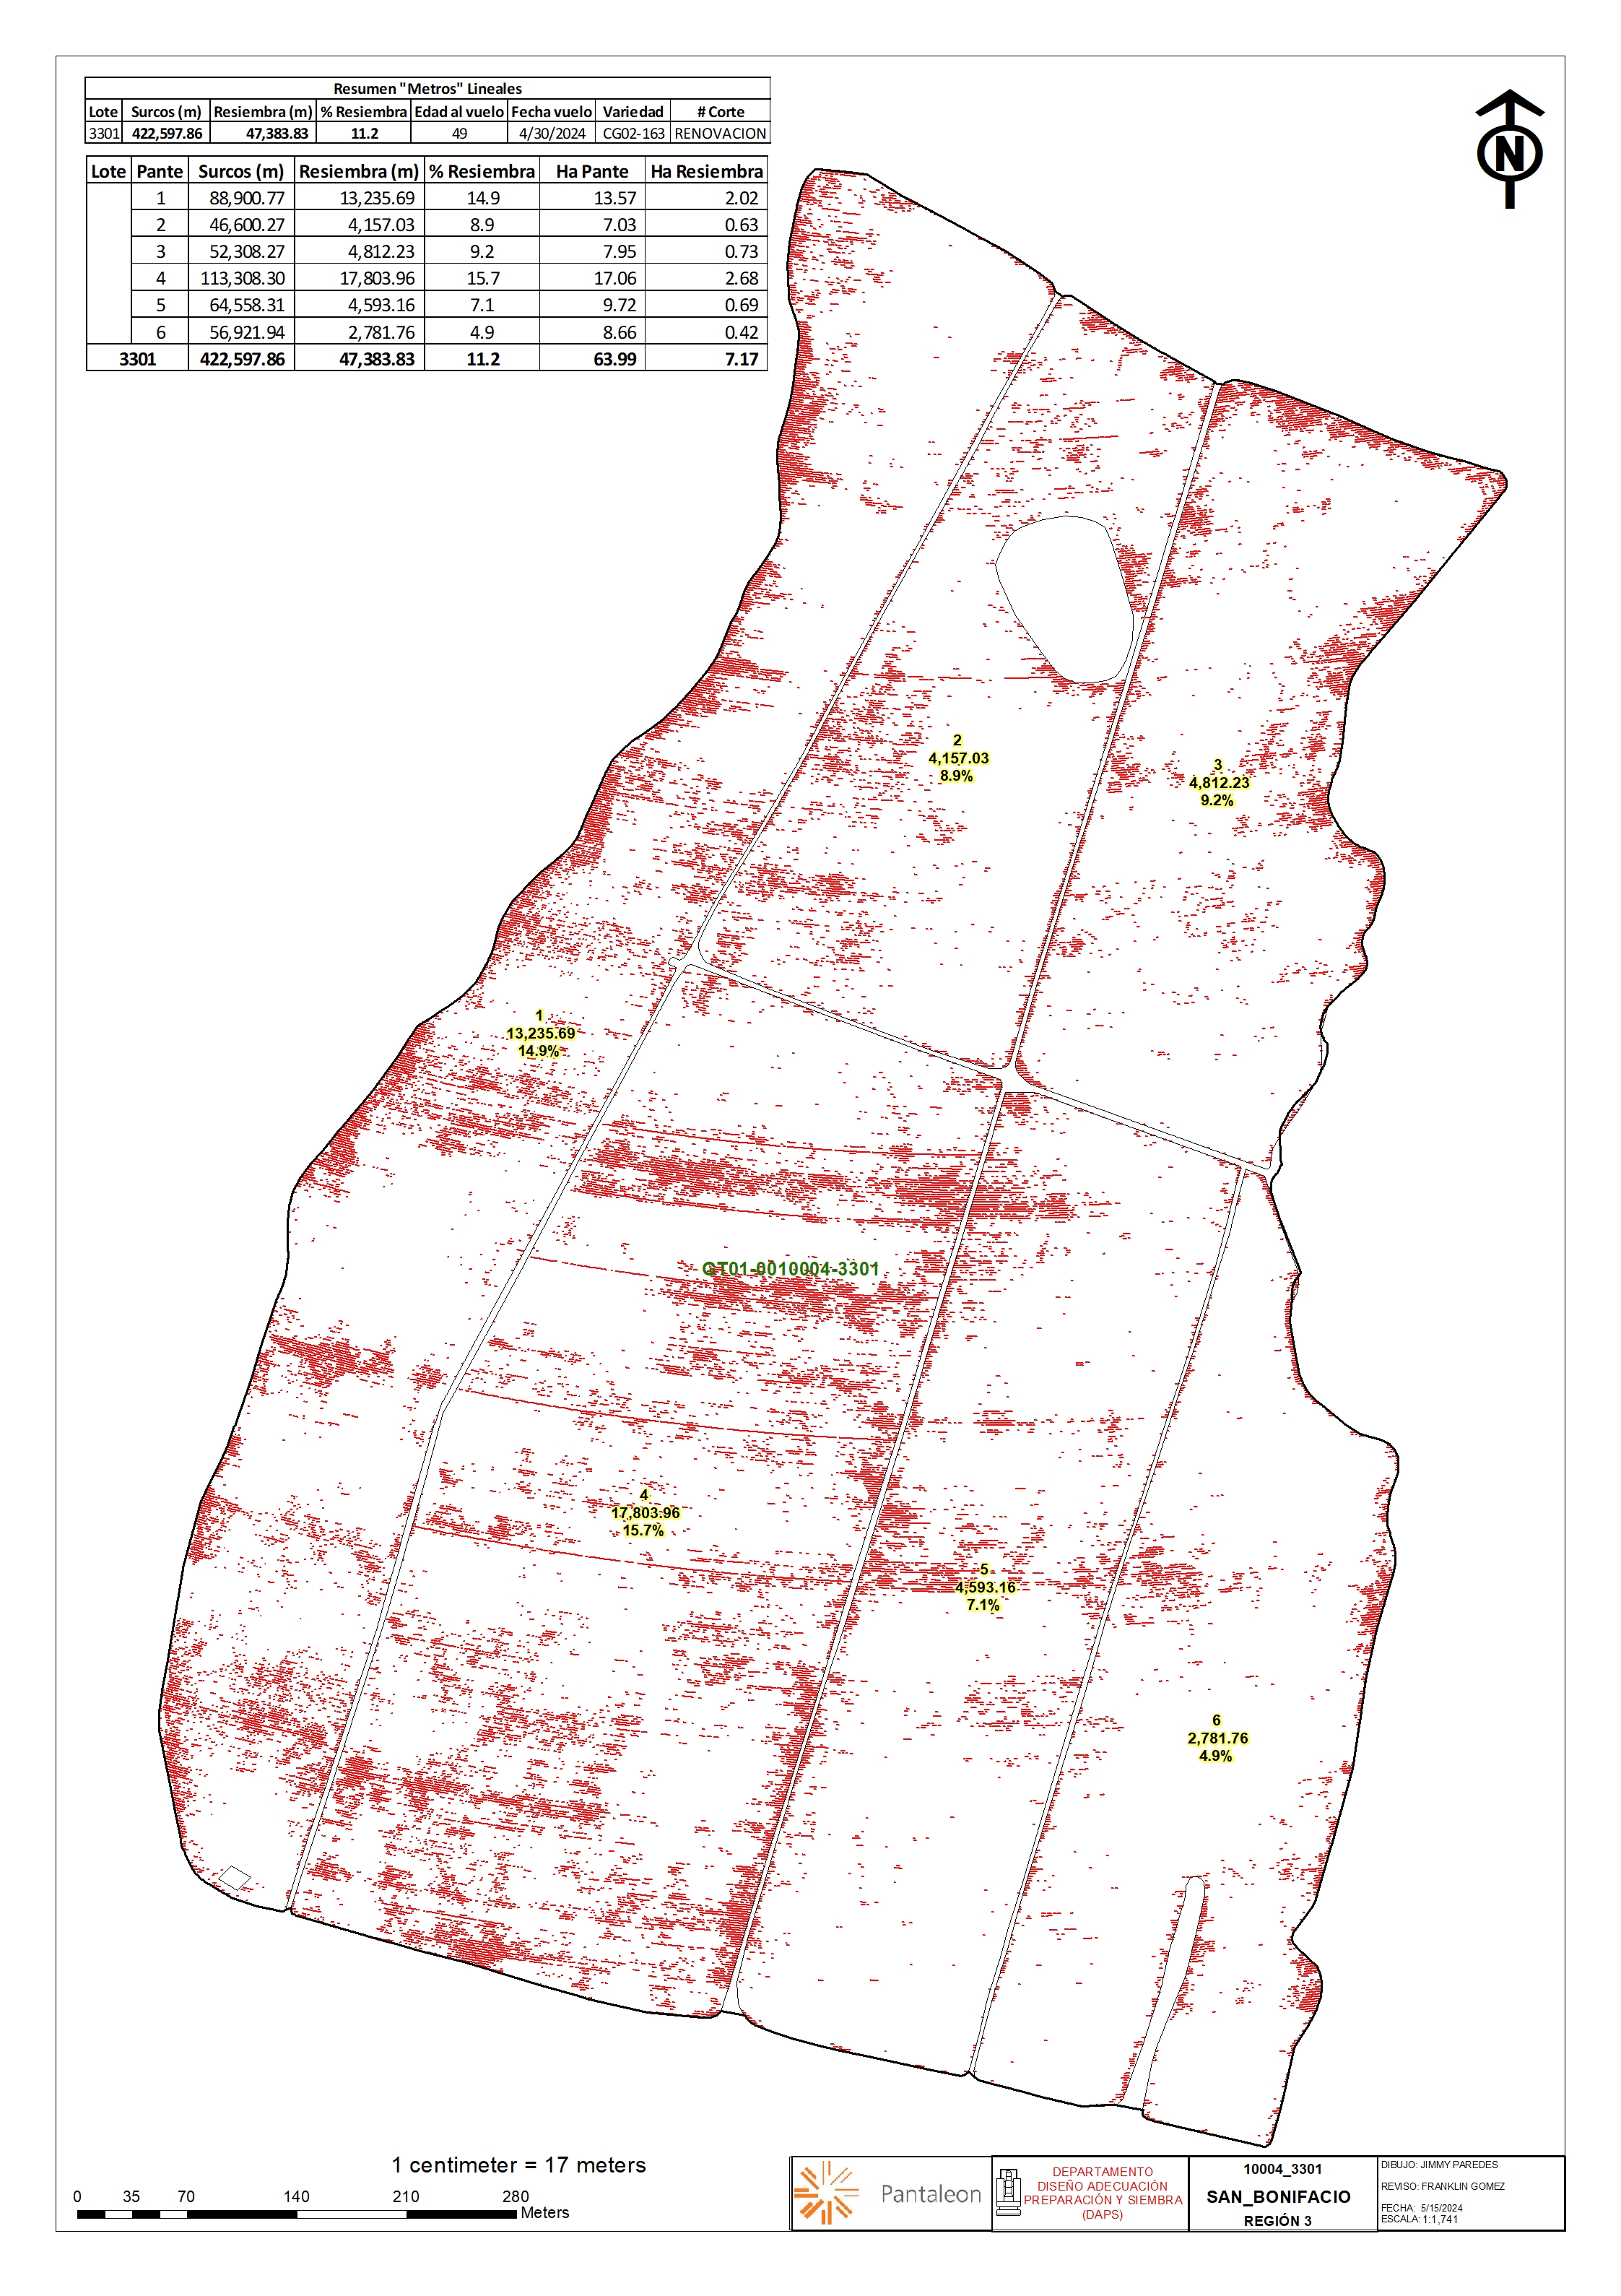 Resumen "Metros" Lineales
Lote Surcos (m) Resiembra (m) % Resiembra Edad al vuelo Fecha vuelo Variedad # Corte
3301 422,597.86 47,383.83 11.2 49 4/30/2024 CG02-163 RENOVACION
Lote Pante Surcos (m) Resiembra (m) % Resiembra Ha Pante Ha Resiembra
1 88,900.77 13,235.69 14.9 13.57 2.02
2 46,600.27 4,157.03 8.9 7.03 0.63
3 52,308.27 4,812.23 9.2 7.95 0.73
4 113,308.30 17,803.96 15.7 17.06 2.68
5 64,558.31 4,593.16 7.1 9.72 0.69
6 56,921.94 2,781.76 4.9 8.66 0.42
3301 422,597.86 47,383.83 11.2 63.99 7.17
N
2
4,157.03
8.9%
3
4,812.23
9.2%
1
13,235.69
14.9%
GT01-0010004-3301
4
17,803.96
15.7%
5
4,593.16
7.1%
6
2,781.76
4.9%
1 centimeter = 17 meters
0 35 70 140 210 280
Meters
Pantaleon
DEPARTAMENTO
DISEÑO ADECUACIÓN
PREPARACIÓN Y SIEMBRA
(DAPS)
10004_3301
SAN_BONIFACIO
REGIÓN 3
DIBUJO: JIMMY PAREDES
REVISO: FRANKLIN GOMEZ
FECHA: 5/15/2024
ESCALA: 1:1,741